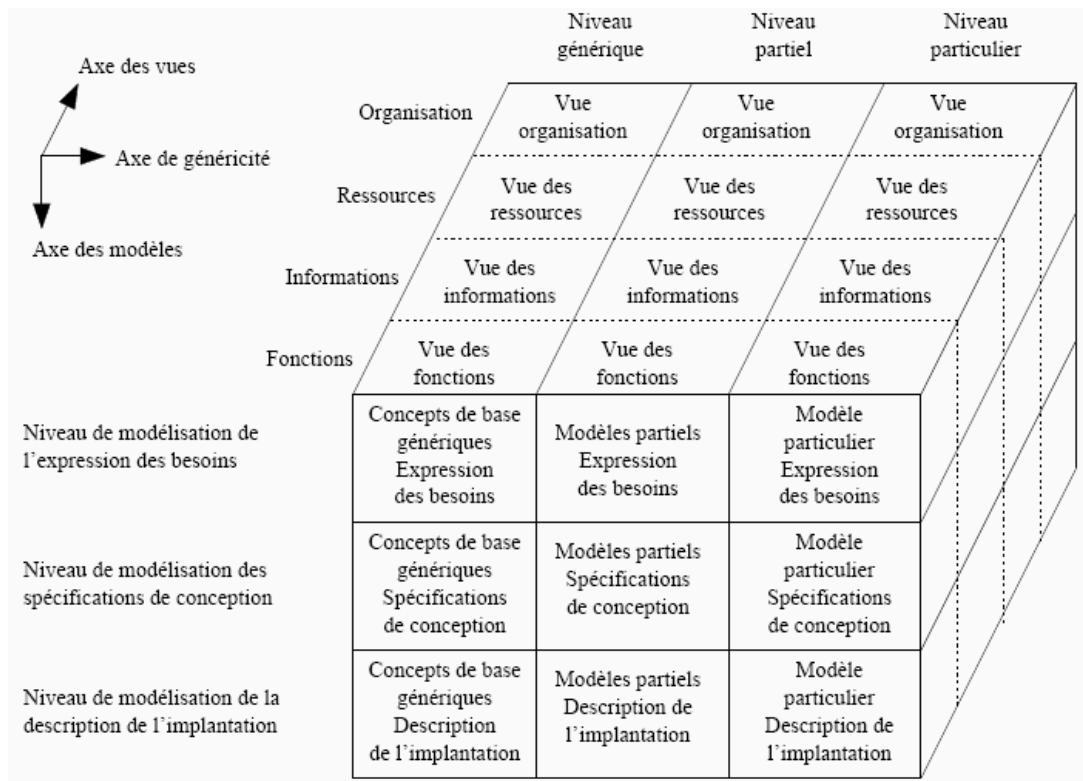 Niveau
générique
Niveau
partiel
Niveau
particulier
Axe des vues
Axe de généricité
Axe des modèles
Organisation
Vue
organisation
Vue
organisation
Vue
organisation
Ressources
Vue des
ressources
Vue des
ressources
Vue des
ressources
Informations
Vue des
informations
Vue des
informations
Vue des
informations
Fonctions
Vue des
fonctions
Vue des
fonctions
Vue des
fonctions
Niveau de modélisation de
l'expression des besoins
Concepts de base
génériques
Expression
des besoins
Modèles partiels
Expression
des besoins
Modèle
particulier
Expression
des besoins
Niveau de modélisation des
spécifications de conception
Concepts de base
génériques
Spécifications
de conception
Modèles partiels
Spécifications
de conception
Modèle
particulier
Spécifications
de conception
Niveau de modélisation de la
description de l'implantation
Concepts de base
génériques
Description
de l'implantation
Modèles partiels
Description de
l'implantation
Modèle
particulier
Description de
l'implantation